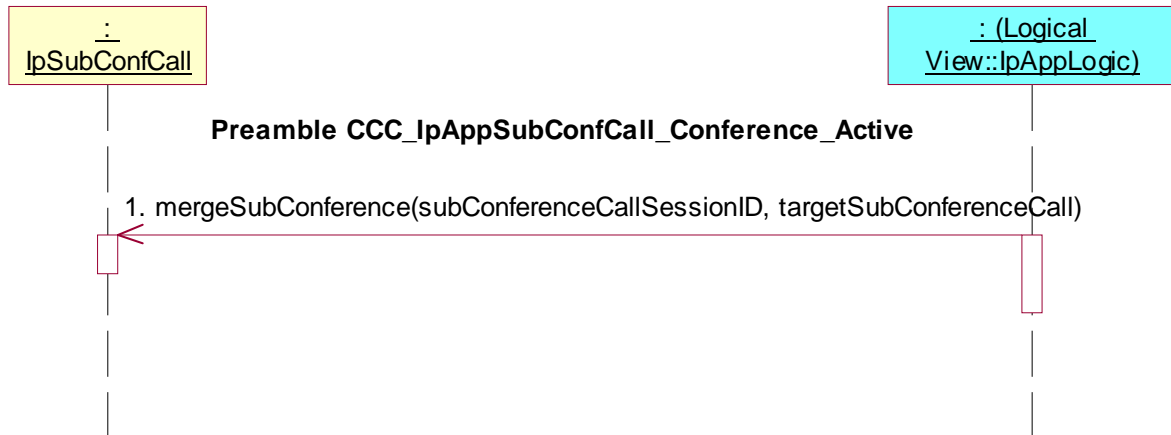 :
IpSubConfCall
: (Logical
View::IpAppLogic)
Preamble CCC_IpAppSubConfCall_Conference_Active
1. mergeSubConference(subConferenceCallSessionID, targetSubConferenceCall)